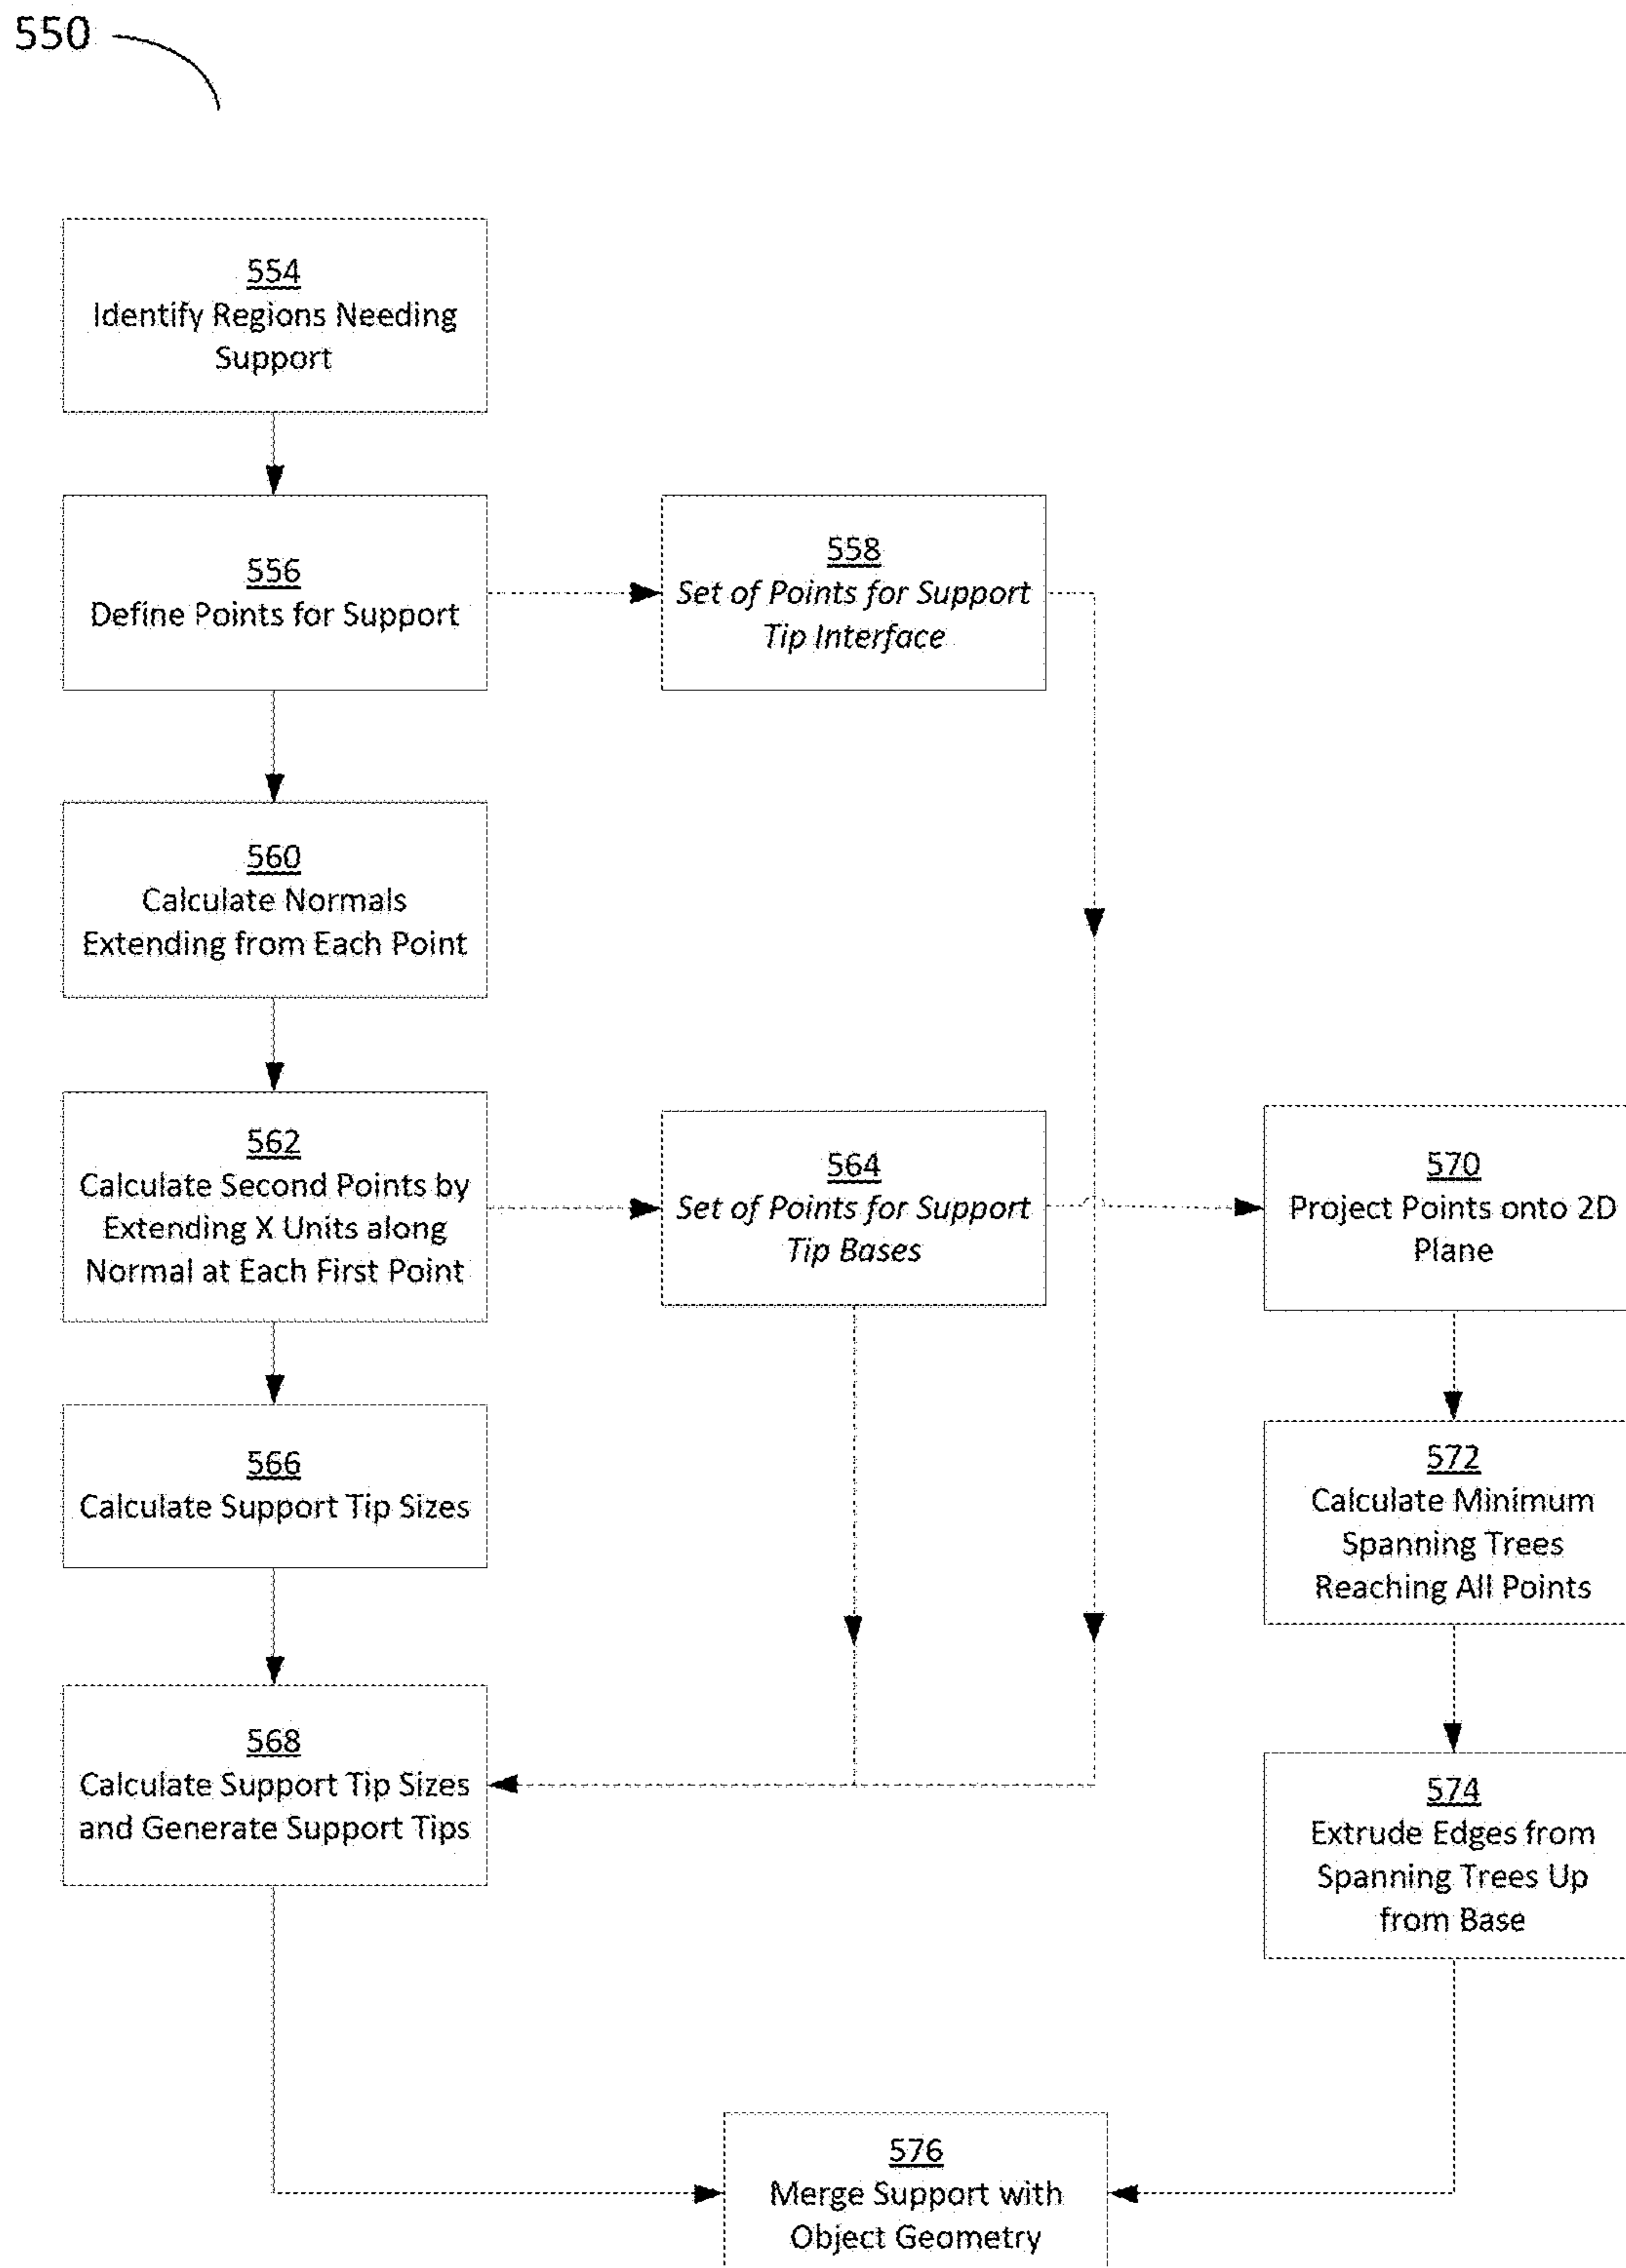 550
554
Identify Regions Needing
Support
556
Define Points for Support
558
Set of Points for Support
Tip Interface
560
Calculate Normals
Extending from Each Point
562
Calculate Second Points by
Extending X Units along
Normal at Each First Point
564
Set of Points for Support
Tip Bases
570
Project Points onto 2D
Plane
566
Calculate Support Tip Sizes
572
Calculate Minimum
Spanning Trees
Reaching All Points
568
Calculate Support Tip Sizes
and Generate Support Tips
574
Extrude Edges from
Spanning Trees Up
from Base
576
Merge Support with
Object Geometry